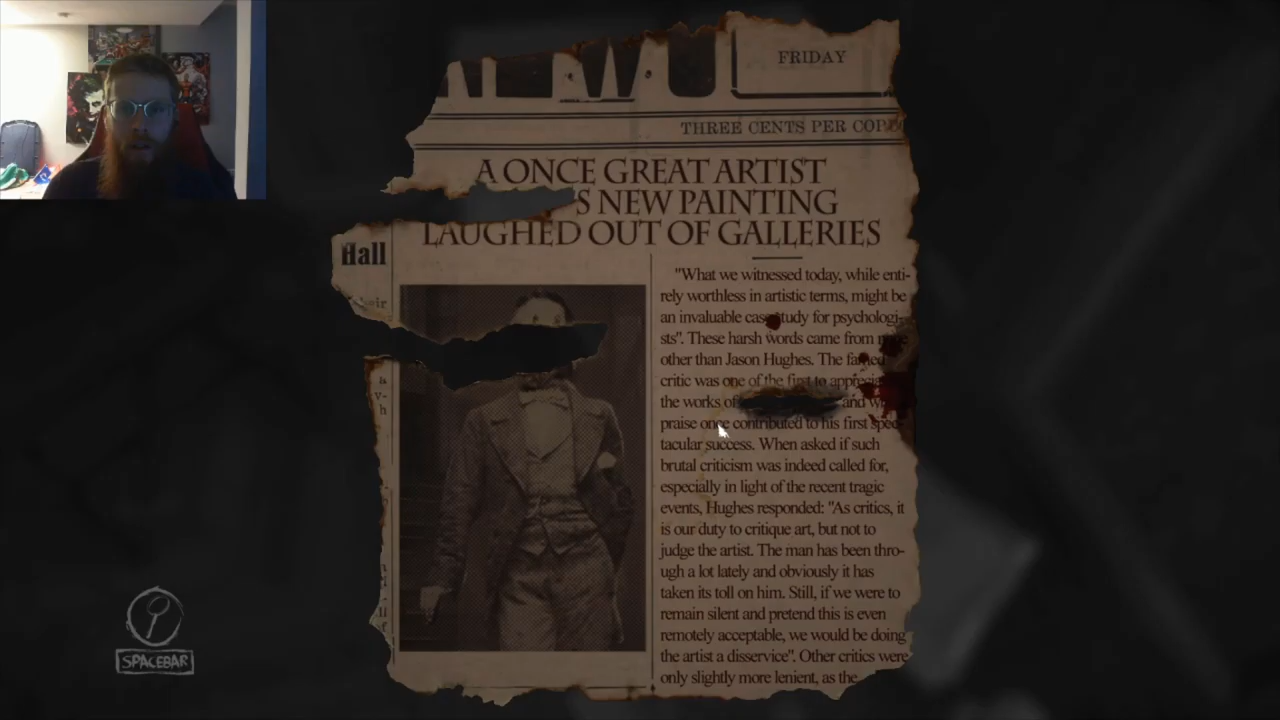 FRIDAY
THREE CENTS PER
A ONCE GREAT ARTIST
NEW PAINTING
LAUGHED OUT OF GALLERIES
Hall
"What we witnessed today, while enti-
rely worthless in artistic terms, might be
an invaluable case study for psychologi-
sts". These harsh words came from
other than Jason Hughes. The famed
critic was one of the first to
the works of and
praise once contributed to his first spec-
tacular success. When asked if such
brutal criticism was indeed called for,
especially in light of the recent tragic
events, Hughes responded: "As critics, it
is our duty to critique art, but not to
judge the artist. The man has been thro-
ugh a lot lately and obviously it has
taken its toll on him. Still, if we were to
remain silent and pretend this is even
remotely acceptable, we would be doing
the artist a disservice". Other critics were
only slightly more lenient, as the
SPACEBAR